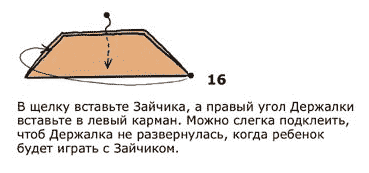 16
В щелку вставьте Зайчика, а правый угол Держалки
вставьте в левый карман. Можно слегка подклеить,
чтоб Держалка не развернулась, когда ребенок
будет играть с Зайчиком.